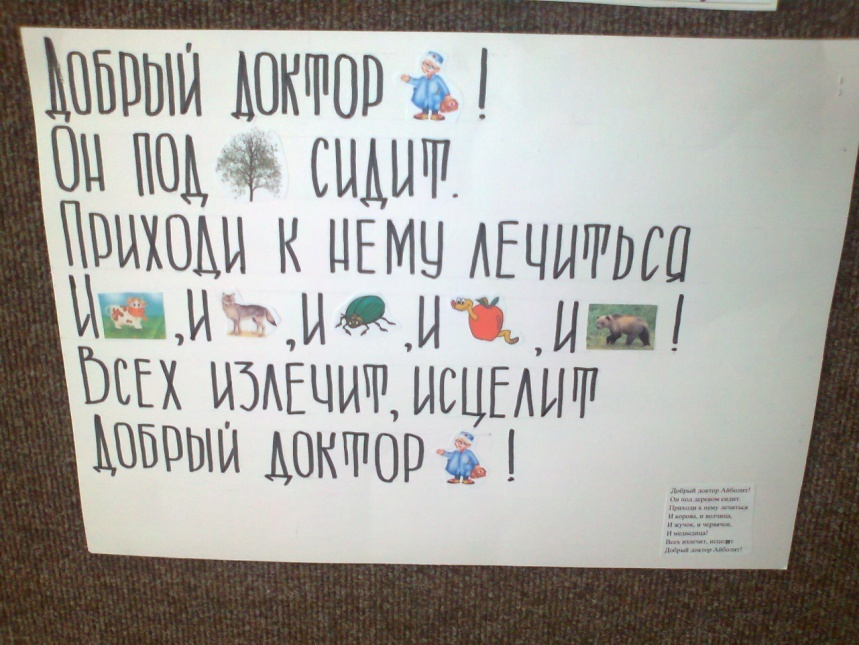 Добрый доктор !
Он под сидит.
Приходи к нему лечиться
И , и , и , и , и !
Всех излечит, исцелит
Добрый доктор !
Добрый доктор Айболит!
Он под деревом сидит.
Приходи к нему лечиться
И корова, и волчица,
И жучок, и червячок,
И медведица!
Всех излечит, исцелит
Добрый доктор Айболит!